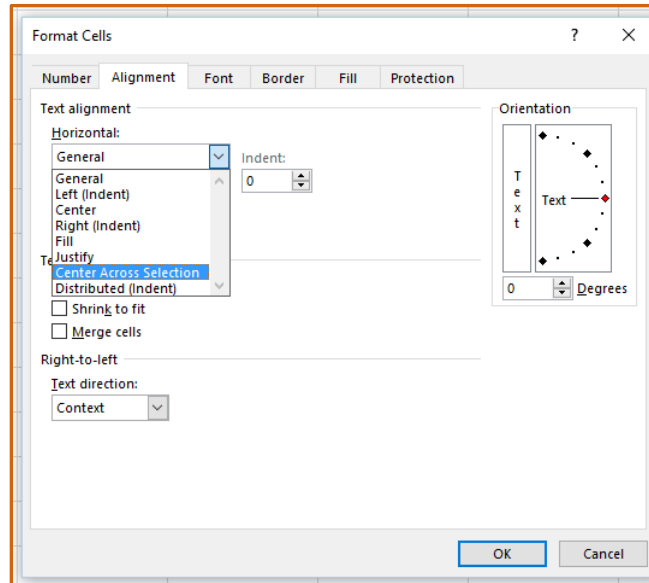 Format Cells ? ×
Number Alignment Font Border Fill Protection
Text alignment
Orientation
Horizontal:
General
Indent:
0
General
Left (Indent)
Center
Right (Indent)
Fill
Justify
Center Across Selection
Distributed (Indent)
Te
Shrink to fit
Merge cells
Right-to-left
Text direction:
Context
Text
Text
0 Degrees
OK Cancel